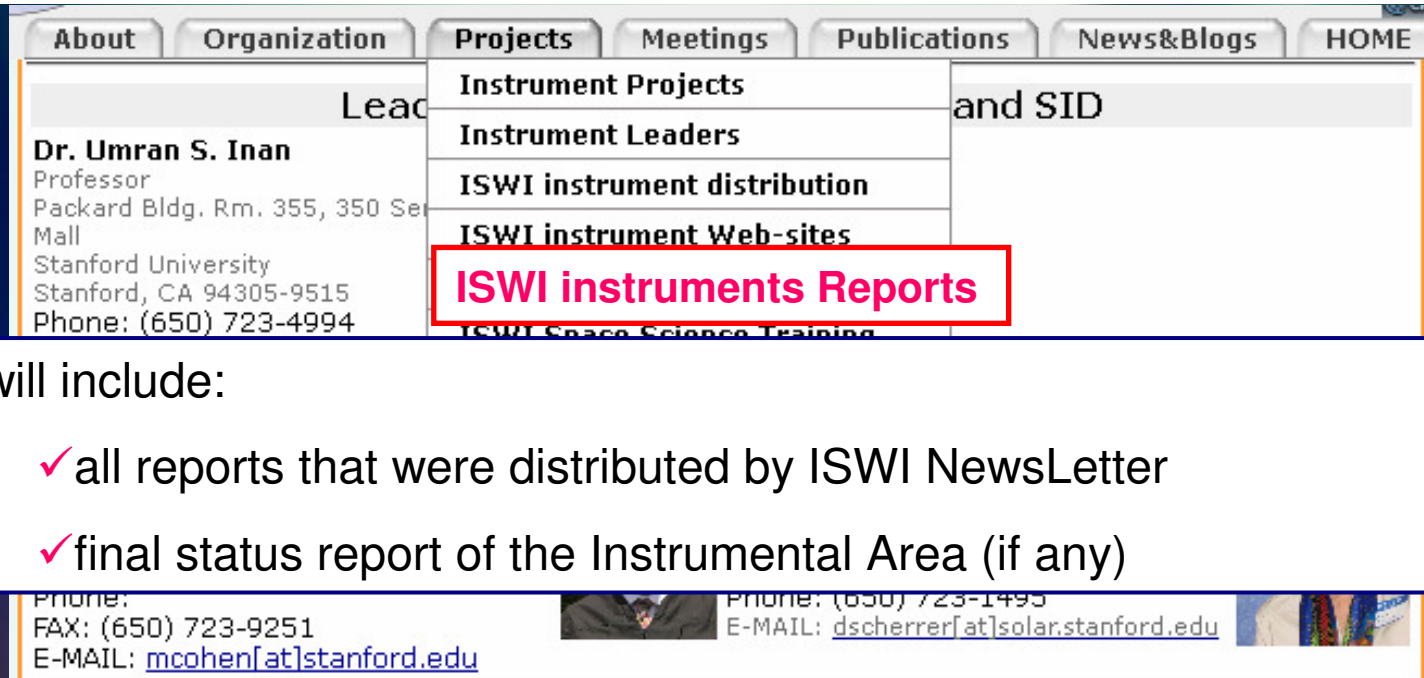 About Organization Projects Meetings Publications News&Blogs HOME
Instrument Projects
and SID
Instrument Leaders
Dr. Umran S. Inan
Professor
ISWI instrument distribution
Packard Bldg. Rm. 355, 350
Mall
ISWI instrument Web-sites
Stanford University
Stanford, CA 94305-9515
ISWI instruments Reports
Phone: (650) 723-4994
ISWI Space Science Training
will include:
✓all reports that were distributed by ISWI NewsLetter
✓final status report of the Instrumental Area (if any)
Phone: Phone: (650) 723-1495
FAX: (650) 723-9251 E-MAIL: dscherrer[at]solar.stanford.edu
E-MAIL: mcohen[at]stanford.edu